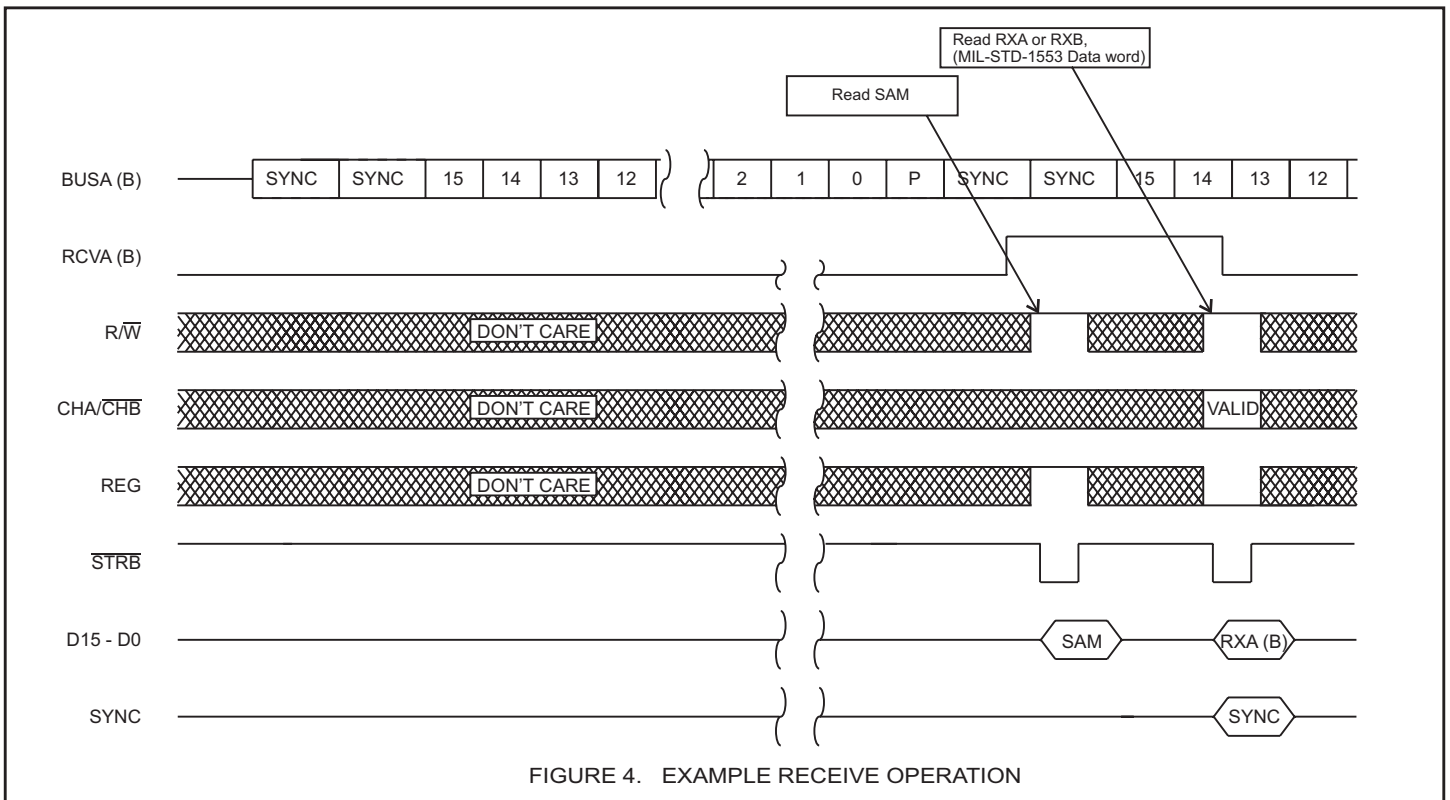 Read RXA or RXB,
(MIL-STD-1553 Data word)
Read SAM
BUSA (B) SYNC SYNC 15 14 13 12 2 1 0 P SYNC SYNC 15 14 13 12
RCVA (B)
R/W̅ DON'T CARE
CHA/C̅H̅B̅ DON'T CARE VALID
REG DON'T CARE
S̅T̅R̅B̅
D15 - D0 SAM RXA (B)
SYNC SYNC
FIGURE 4. EXAMPLE RECEIVE OPERATION